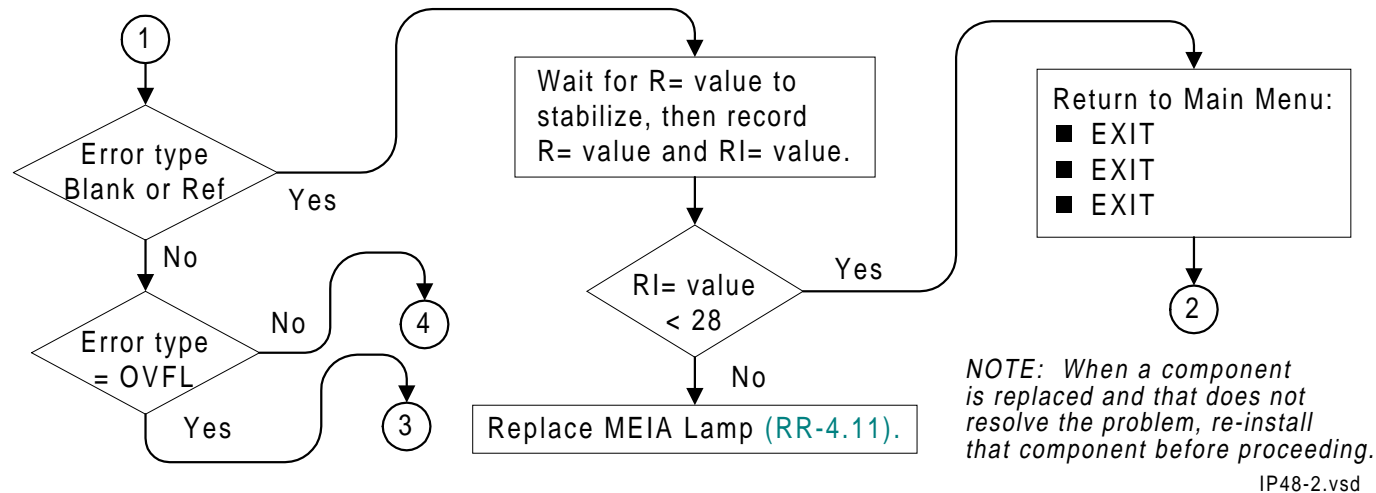 1
Error type
Blank or Ref
Yes
No
Error type
= OVFL
No
4
Yes
3
Wait for R= value to
stabilize, then record
R= value and RI= value.
RI= value
< 28
Yes
No
Replace MEIA Lamp (RR-4.11).
Return to Main Menu:
■ EXIT
■ EXIT
■ EXIT
2
NOTE: When a component
is replaced and that does not
resolve the problem, re-install
that component before proceeding.
IP48-2.vsd